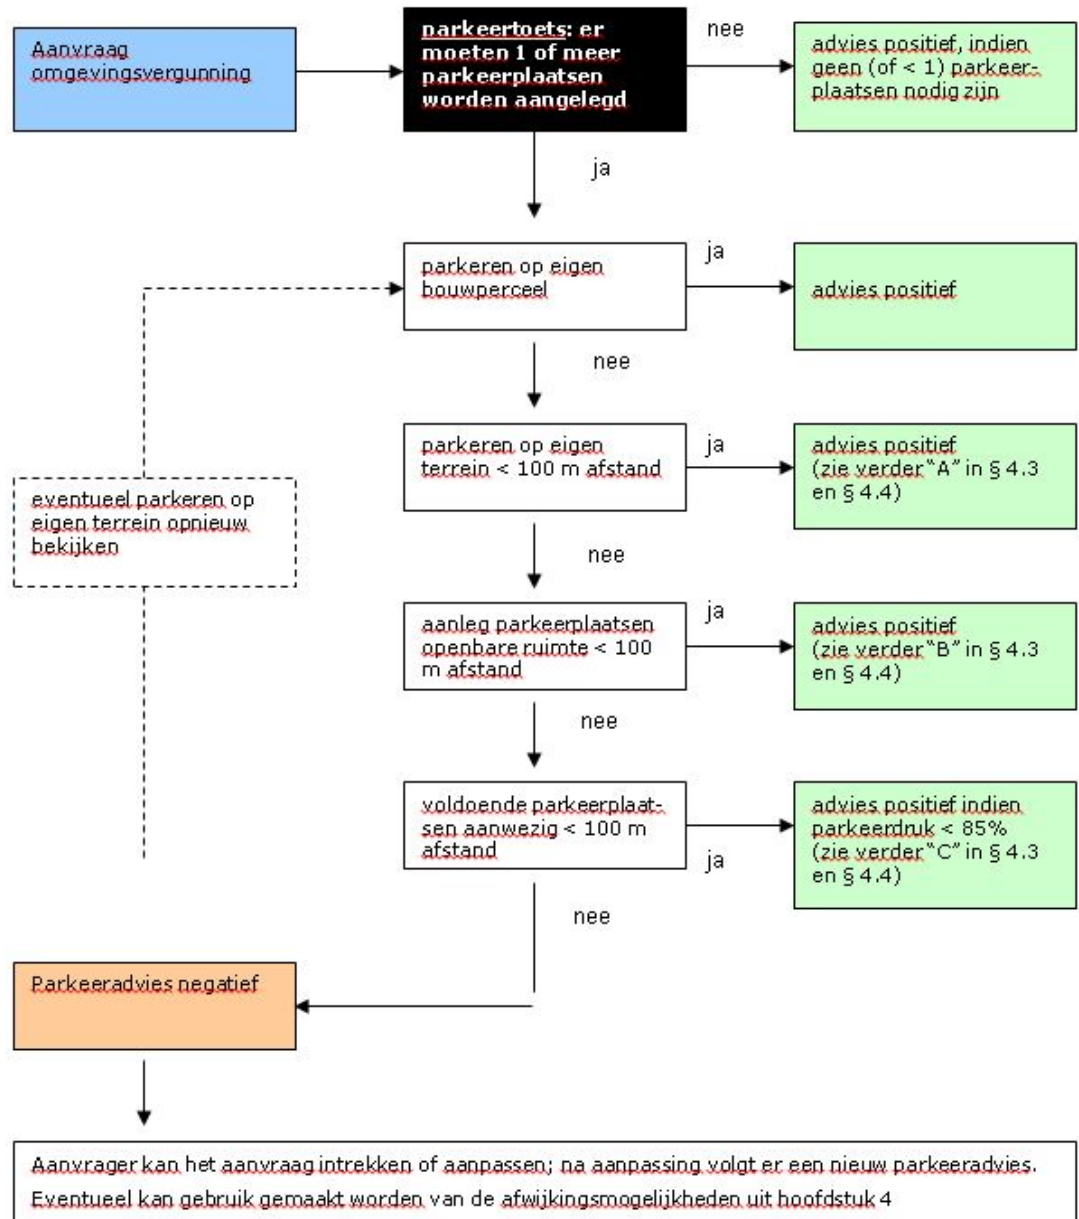 Aanvraag
omgevingsvergunning
parkeertoets: er
moeten 1 of meer
parkeerplaatsen
worden aangelegd
nee
advies positief, indien
geen (of < 1) parkeer-
plaatsen nodig zijn
ja
parkeren op eigen
bouwperceel
ja
advies positief
nee
parkeren op eigen
terrein < 100 m afstand
ja
advies positief
(zie verder "A" in § 4.3
en § 4.4)
eventueel parkeren op
eigen terrein opnieuw
bekijken
nee
aanleg parkeerplaatsen
openbare ruimte < 100
m afstand
ja
advies positief
(zie verder "B" in § 4.3
en § 4.4)
nee
voldoende parkeerplaat-
sen aanwezig < 100 m
afstand
ja
advies positief indien
parkeerdruk < 85%
(zie verder "C" in § 4.3
en § 4.4)
nee
Parkeeradvies negatief
Aanvrager kan het aanvraag intrekken of aanpassen; na aanpassing volgt er een nieuw parkeeradvies.
Eventueel kan gebruik gemaakt worden van de afwijkingsmogelijkheden uit hoofdstuk 4